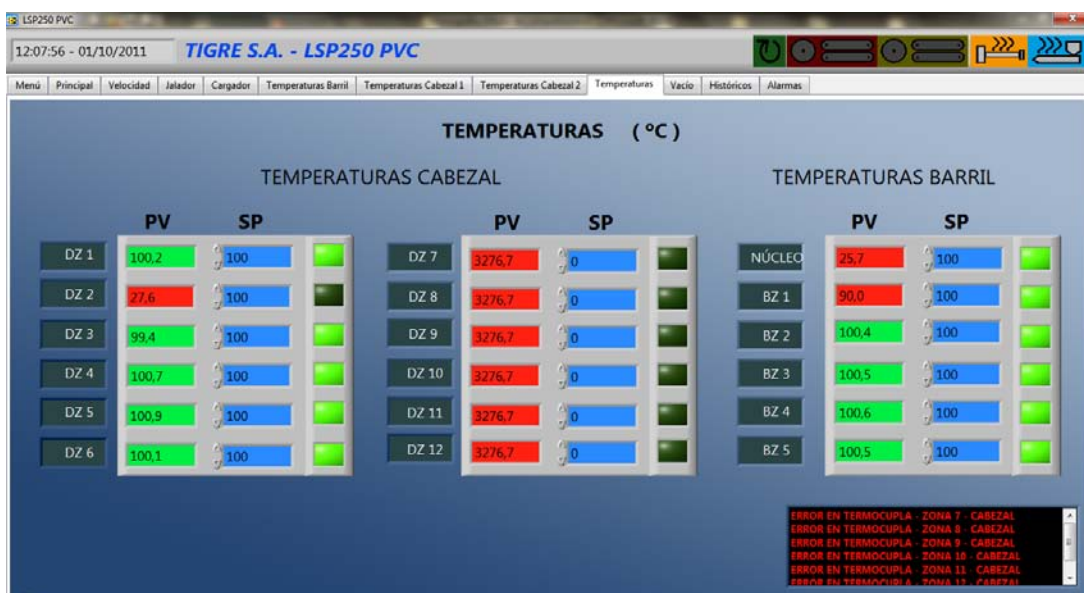 LSP250 PVC
12:07:56 - 01/10/2011 TIGRE S.A. - LSP250 PVC
Menú Principal Velocidad Jalador Cargador Temperaturas Barril Temperaturas Cabezal 1 Temperaturas Cabezal 2 Temperaturas Vacío Históricos Alarmas
TEMPERATURAS (ºC)
TEMPERATURAS CABEZAL TEMPERATURAS BARRIL
PV SP PV SP PV SP
DZ 1 100,2 100 DZ 7 3276,7 0 NÚCLEO 25,7 100
DZ 2 27,6 100 DZ 8 3276,7 0 BZ 1 90,0 100
DZ 3 99,4 100 DZ 9 3276,7 0 BZ 2 100,4 100
DZ 4 100,7 100 DZ 10 3276,7 0 BZ 3 100,5 100
DZ 5 100,9 100 DZ 11 3276,7 0 BZ 4 100,6 100
DZ 6 100,1 100 DZ 12 3276,7 0 BZ 5 100,5 100
ERROR EN TERMOCUPLA - ZONA 7 - CABEZAL
ERROR EN TERMOCUPLA - ZONA 8 - CABEZAL
ERROR EN TERMOCUPLA - ZONA 9 - CABEZAL
ERROR EN TERMOCUPLA - ZONA 10 - CABEZAL
ERROR EN TERMOCUPLA - ZONA 11 - CABEZAL
ERROR EN TERMOCUPLA - ZONA 12 - CABEZAL